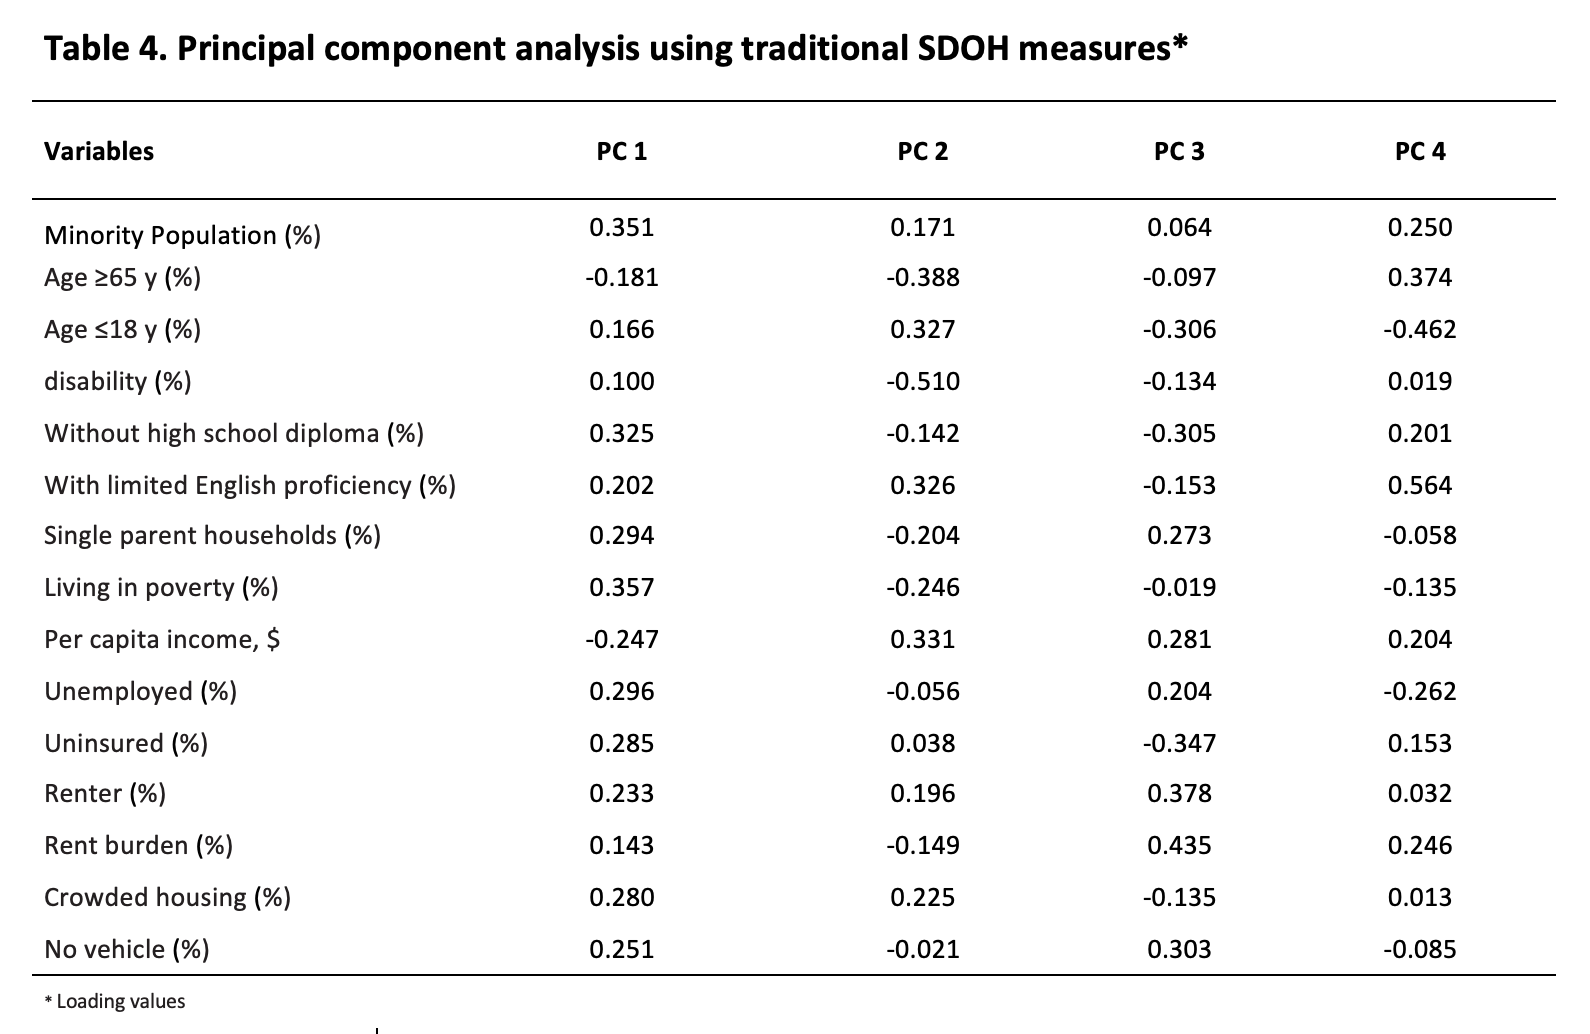 Table 4. Principal component analysis using traditional SDOH measures*
Variables PC 1 PC 2 PC 3 PC 4
Minority Population (%) 0.351 0.171 0.064 0.250
Age ≥65 y (%) -0.181 -0.388 -0.097 0.374
Age ≤18 y (%) 0.166 0.327 -0.306 -0.462
disability (%) 0.100 -0.510 -0.134 0.019
Without high school diploma (%) 0.325 -0.142 -0.305 0.201
With limited English proficiency (%) 0.202 0.326 -0.153 0.564
Single parent households (%) 0.294 -0.204 0.273 -0.058
Living in poverty (%) 0.357 -0.246 -0.019 -0.135
Per capita income, $ -0.247 0.331 0.281 0.204
Unemployed (%) 0.296 -0.056 0.204 -0.262
Uninsured (%) 0.285 0.038 -0.347 0.153
Renter (%) 0.233 0.196 0.378 0.032
Rent burden (%) 0.143 -0.149 0.435 0.246
Crowded housing (%) 0.280 0.225 -0.135 0.013
No vehicle (%) 0.251 -0.021 0.303 -0.085
* Loading values